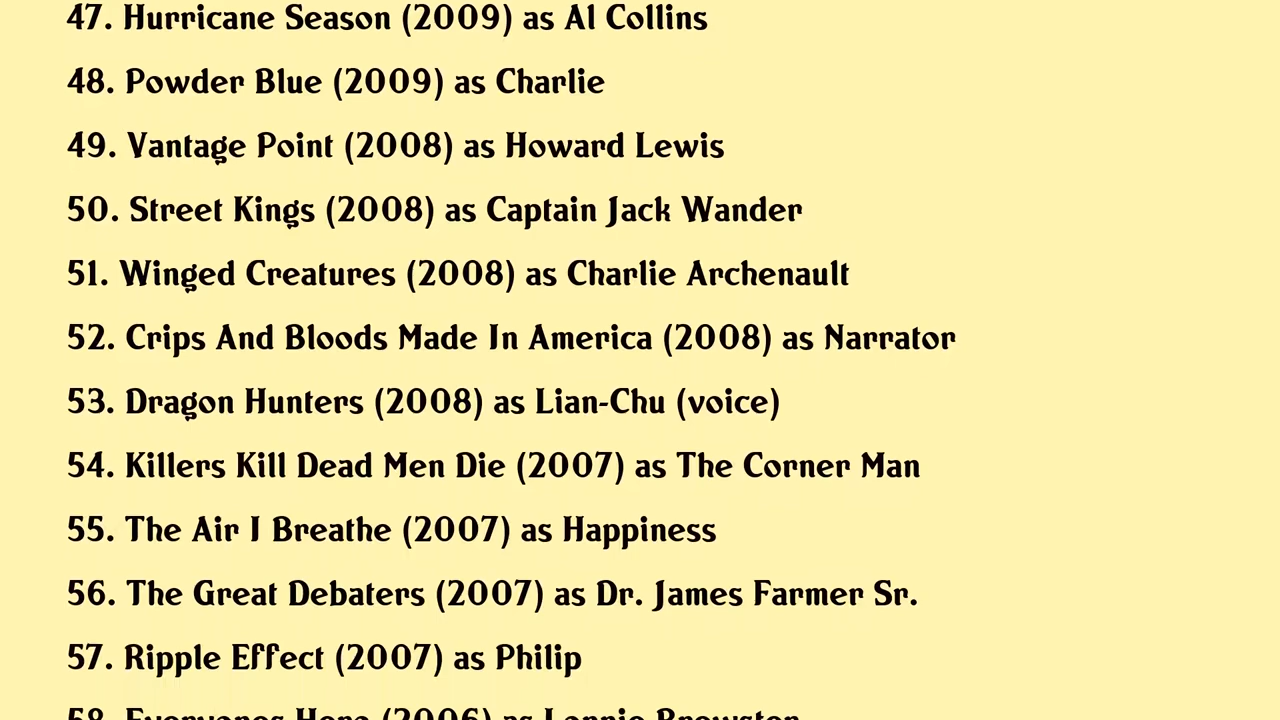 47. Hurricane Season (2009) as Al Collins
48. Powder Blue (2009) as Charlie
49. Vantage Point (2008) as Howard Lewis
50. Street Kings (2008) as Captain Jack Wander
51. Winged Creatures (2008) as Charlie Archenault
52. Crips And Bloods Made In America (2008) as Narrator
53. Dragon Hunters (2008) as Lian-Chu (voice)
54. Killers Kill Dead Men Die (2007) as The Corner Man
55. The Air I Breathe (2007) as Happiness
56. The Great Debaters (2007) as Dr. James Farmer Sr.
57. Ripple Effect (2007) as Philip
58. (2006) as